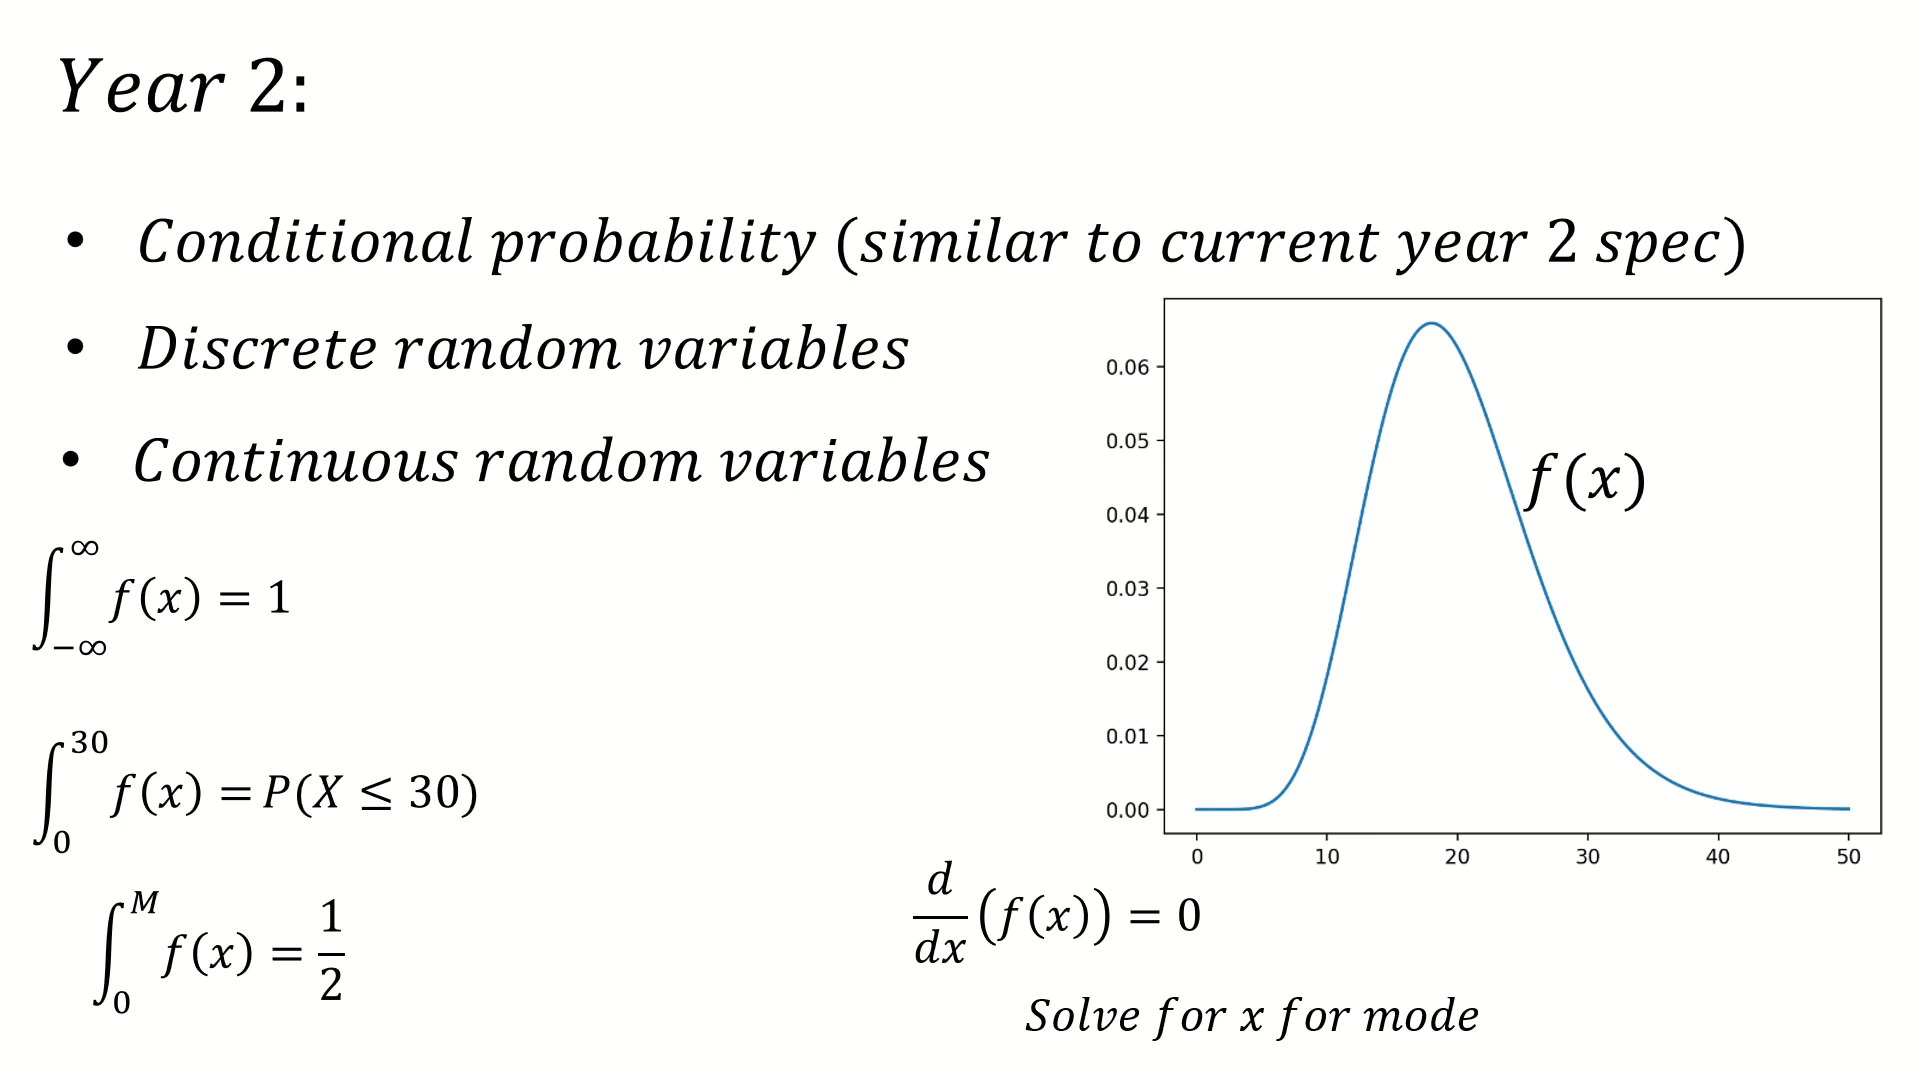 Year 2:
• Conditional probability (similar to current year 2 spec)
• Discrete random variables
• Continuous random variables
∫_{-∞}^{∞} f(x) = 1
∫_{0}^{30} f(x) = P(X ≤ 30)
∫_{0}^{M} f(x) = 1/2
0.06
0.05
0.04
0.03
0.02
0.01
0.00
f(x)
0 10 20 30 40 50
d/dx (f(x)) = 0
Solve for x for mode